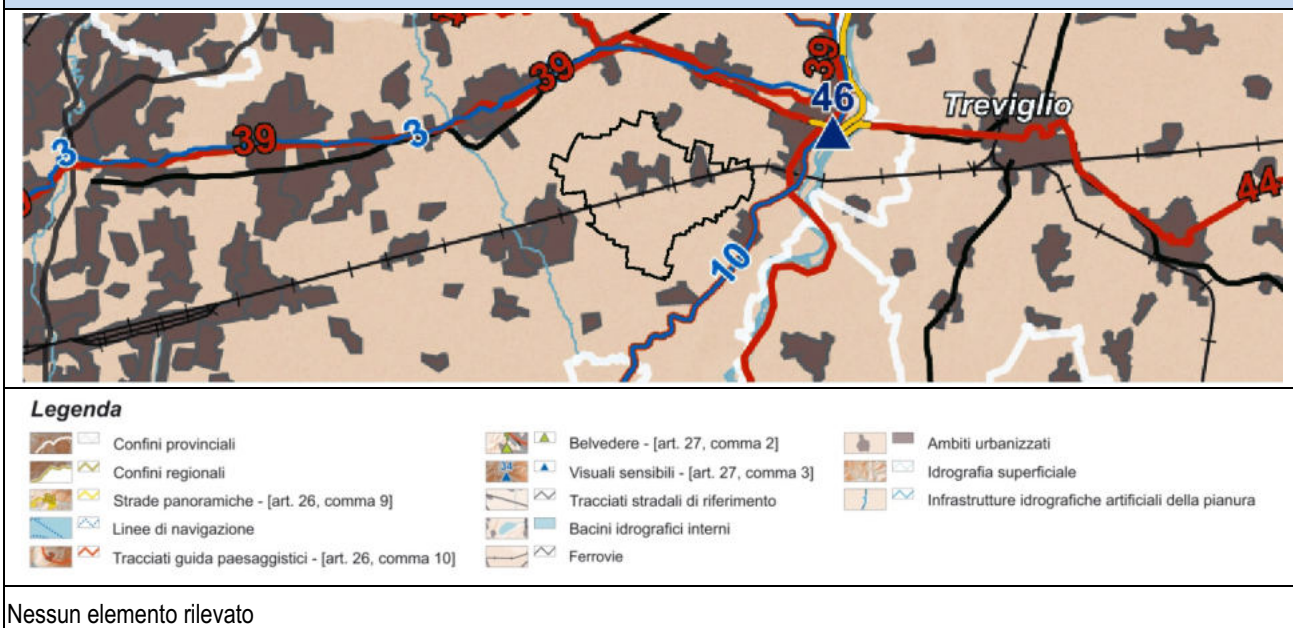 44
39
39
46
Treviglio
39
3
3
44
10
Legenda
Confini provinciali
Confini regionali
Strade panoramiche - [art. 26, comma 9]
Linee di navigazione
Tracciati guida paesaggistici - [art. 26, comma 10]
34
Belvedere - [art. 27, comma 2]
Visuali sensibili - [art. 27, comma 3]
Tracciati stradali di riferimento
Bacini idrografici interni
Ferrovie
Ambiti urbanizzati
Idrografia superficiale
Infrastrutture idrografiche artificiali della pianura
Nessun elemento rilevato